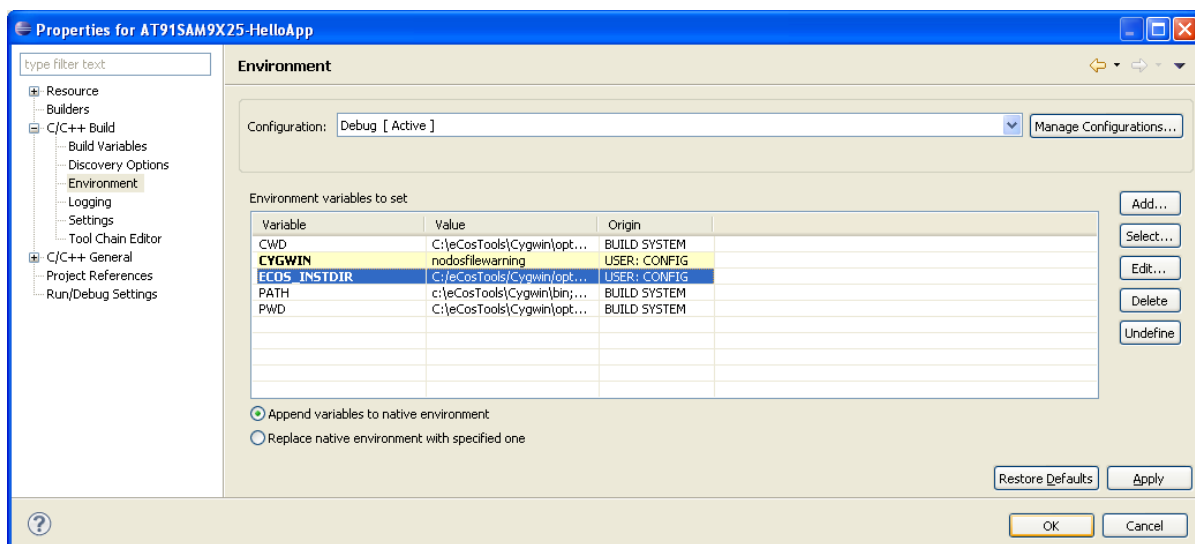 Properties for AT91SAM9X25-HelloApp
type filter text
Resource
Builders
C/C++ Build
Build Variables
Discovery Options
Environment
Logging
Settings
Tool Chain Editor
C/C++ General
Project References
Run/Debug Settings
Environment
Configuration: Debug [ Active ] Manage Configurations...
Environment variables to set
Variable Value Origin
CWD C:\eCosTools\Cygwin\opt... BUILD SYSTEM
CYGWIN nodosfilewarning USER: CONFIG
ECOS_INSTDIR C:/eCosTools/Cygwin/opt... USER: CONFIG
PATH c:\eCosTools\Cygwin\bin;... BUILD SYSTEM
PWD C:\eCosTools\Cygwin\opt... BUILD SYSTEM
Add...
Select...
Edit...
Delete
Undefine
Append variables to native environment
Replace native environment with specified one
Restore Defaults Apply
? OK Cancel